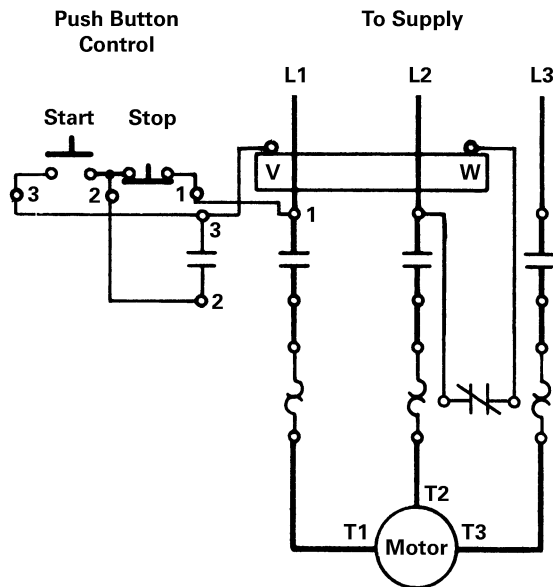 Push Button
Control
To Supply
L1 L2 L3
Start Stop
V W
3 2 1
1
3
2
T2
T1 Motor T3